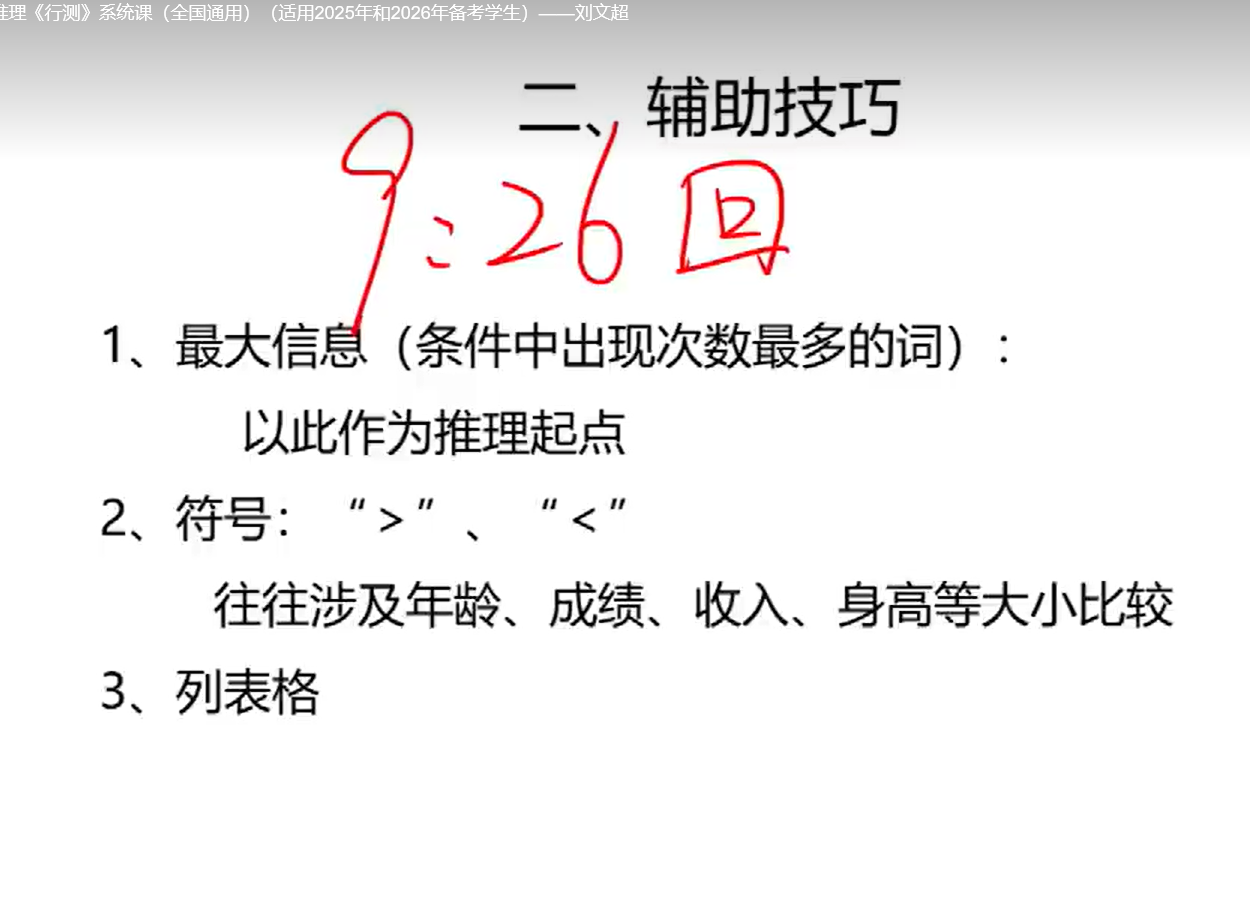 推理《行测》系统课（全国通用）（适用2025年和2026年备考学生）——刘文超
二、辅助技巧
9:26 回
1、最大信息（条件中出现次数最多的词）:
以此作为推理起点
2、符号: “>”、“<”
往往涉及年龄、成绩、收入、身高等大小比较
3、列表格